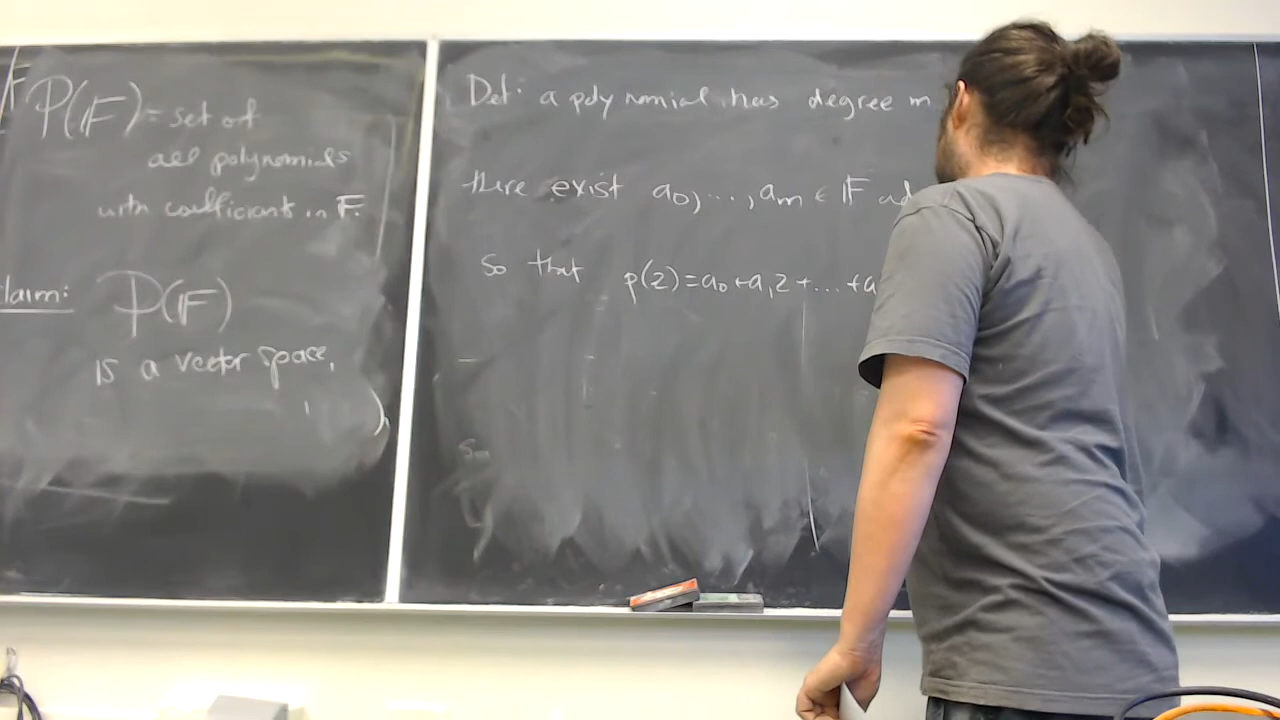 P(F) = set of
all polynomials
with coefficients in F.
laim: P(F)
is a vector space,
Def: a polynomial has degree m
there exist a0, ..., am ∈ F
so that p(z)=a0+a1z+...+a